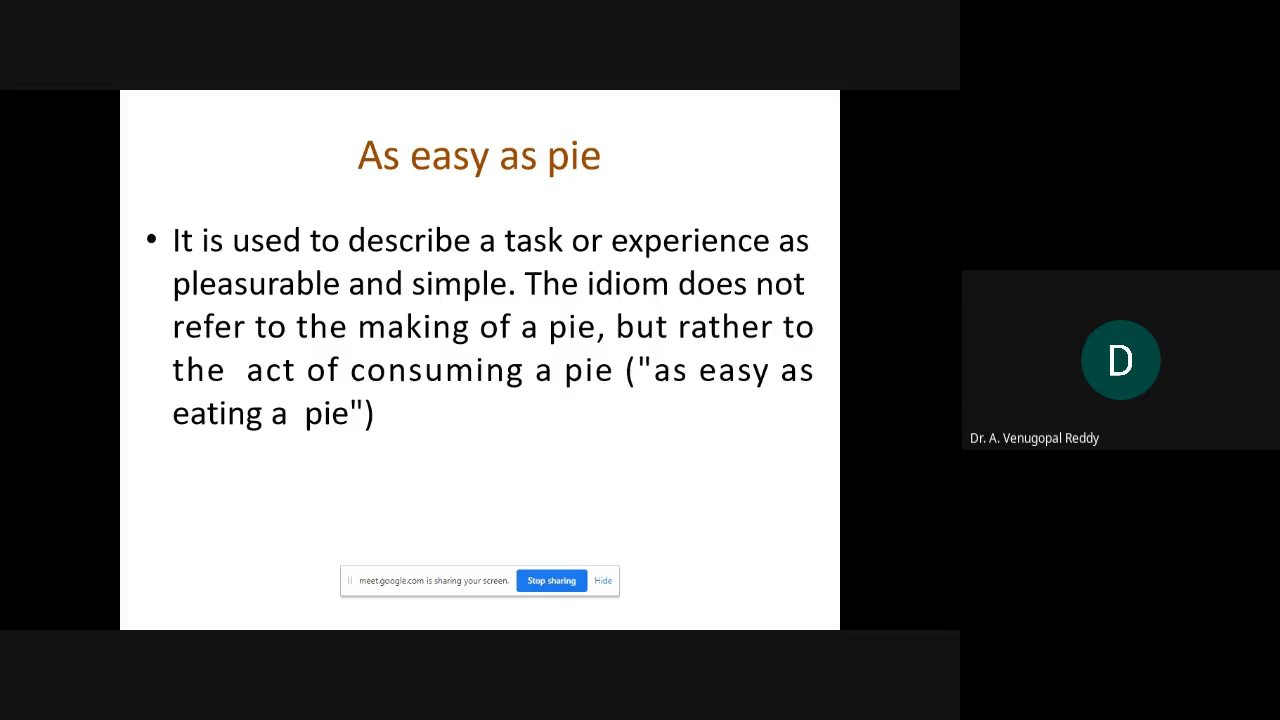 As easy as pie
• It is used to describe a task or experience as
pleasurable and simple. The idiom does not
refer to the making of a pie, but rather to
the act of consuming a pie ("as easy as
eating a pie")
meet.google.com is sharing your screen. Stop sharing Hide
D
Dr. A. Venugopal Reddy